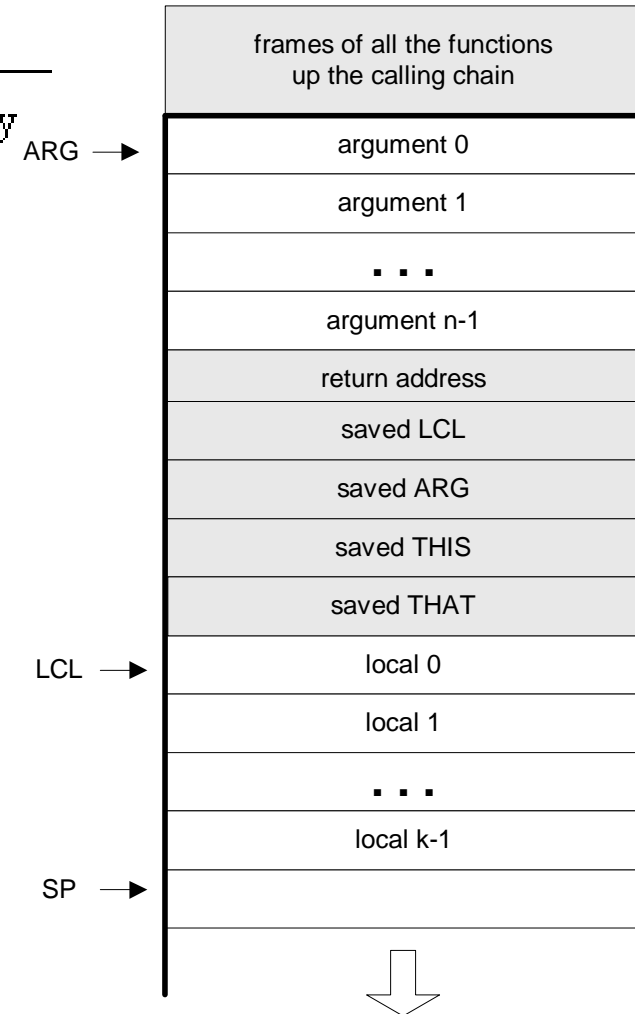 frames of all the functions
up the calling chain
y
ARG
argument 0
argument 1
. . .
argument n-1
return address
saved LCL
saved ARG
saved THIS
saved THAT
LCL
local 0
local 1
. . .
local k-1
SP